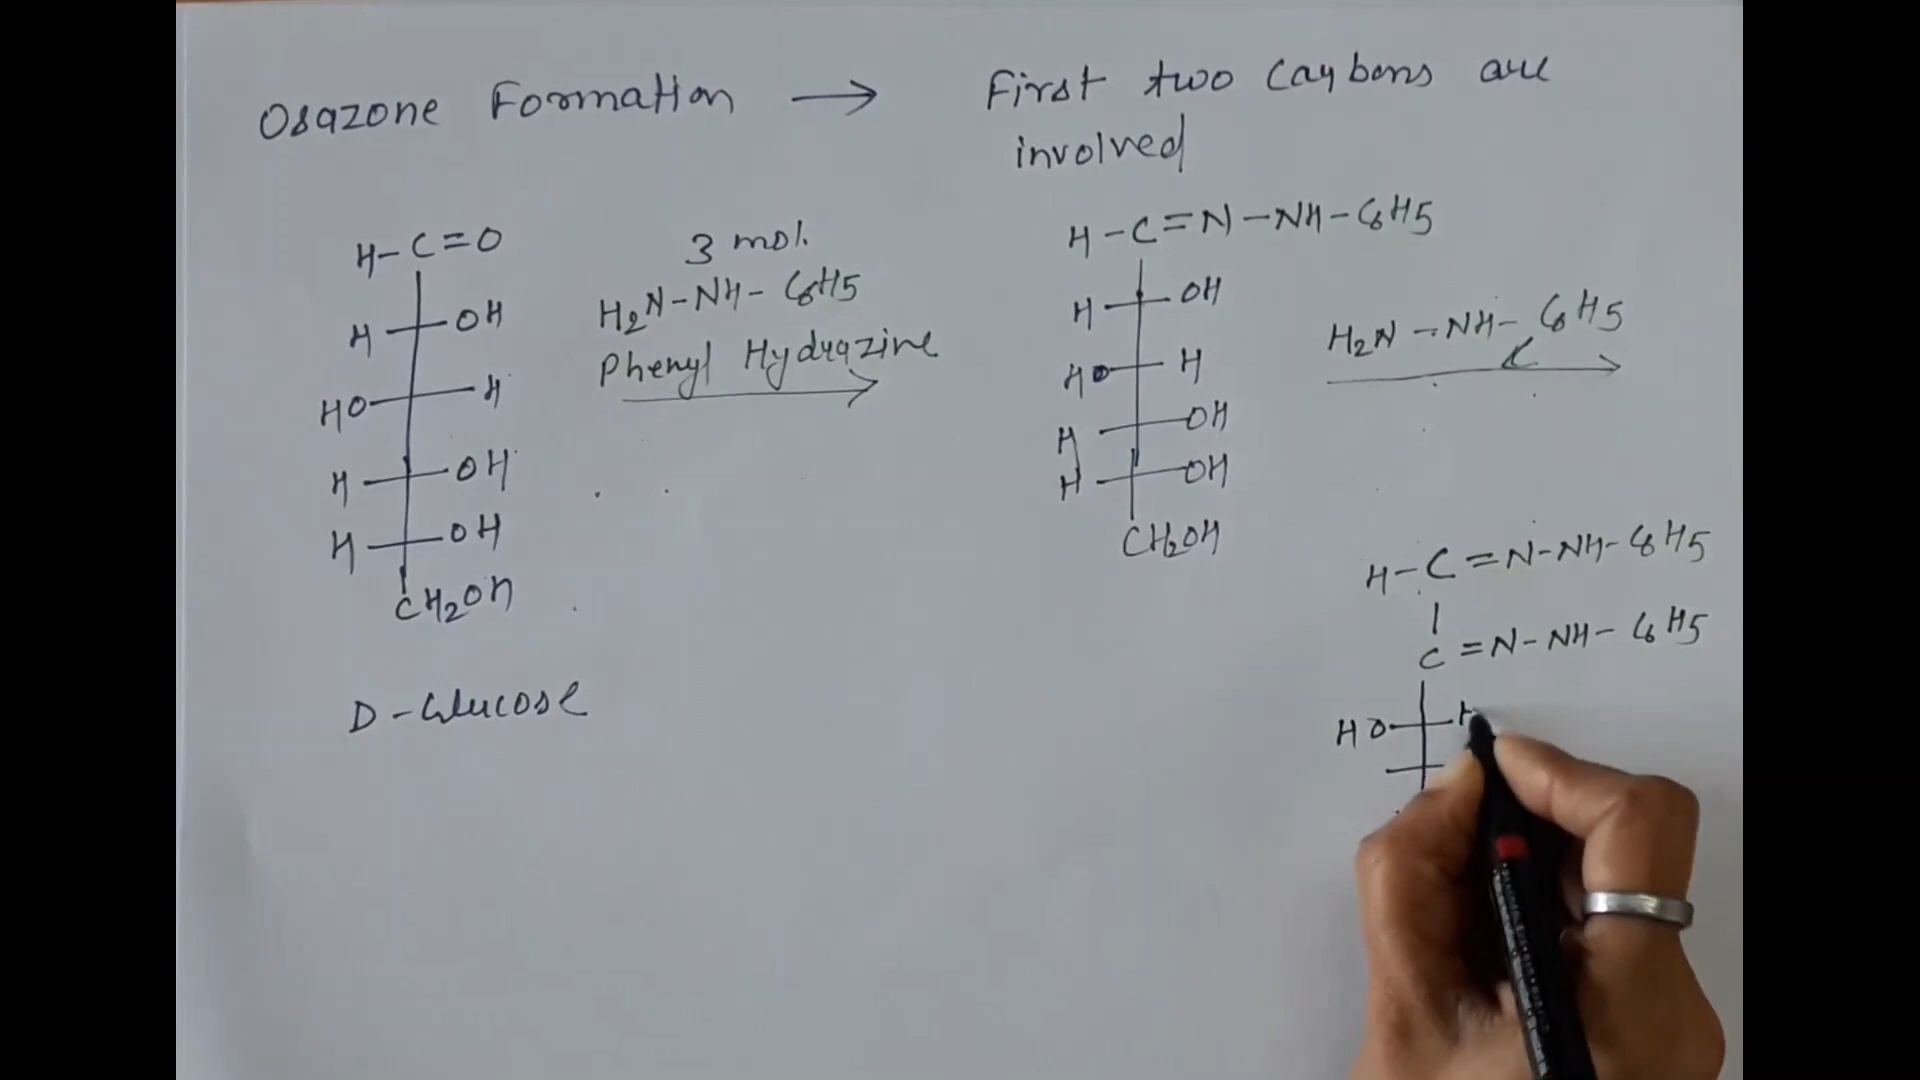 Osazone Formation → First two carbons are
involved
H-C=O
H OH
HO H
H OH
H OH
CH2OH
D-Glucose
3 mol.
H2N-NH-C6H5
Phenyl Hydrazine
H-C=N-NH-C6H5
H OH
HO H
H OH
H OH
CH2OH
H2N-NH-C6H5
H-C=N-NH-C6H5
C=N-NH-C6H5
HO H